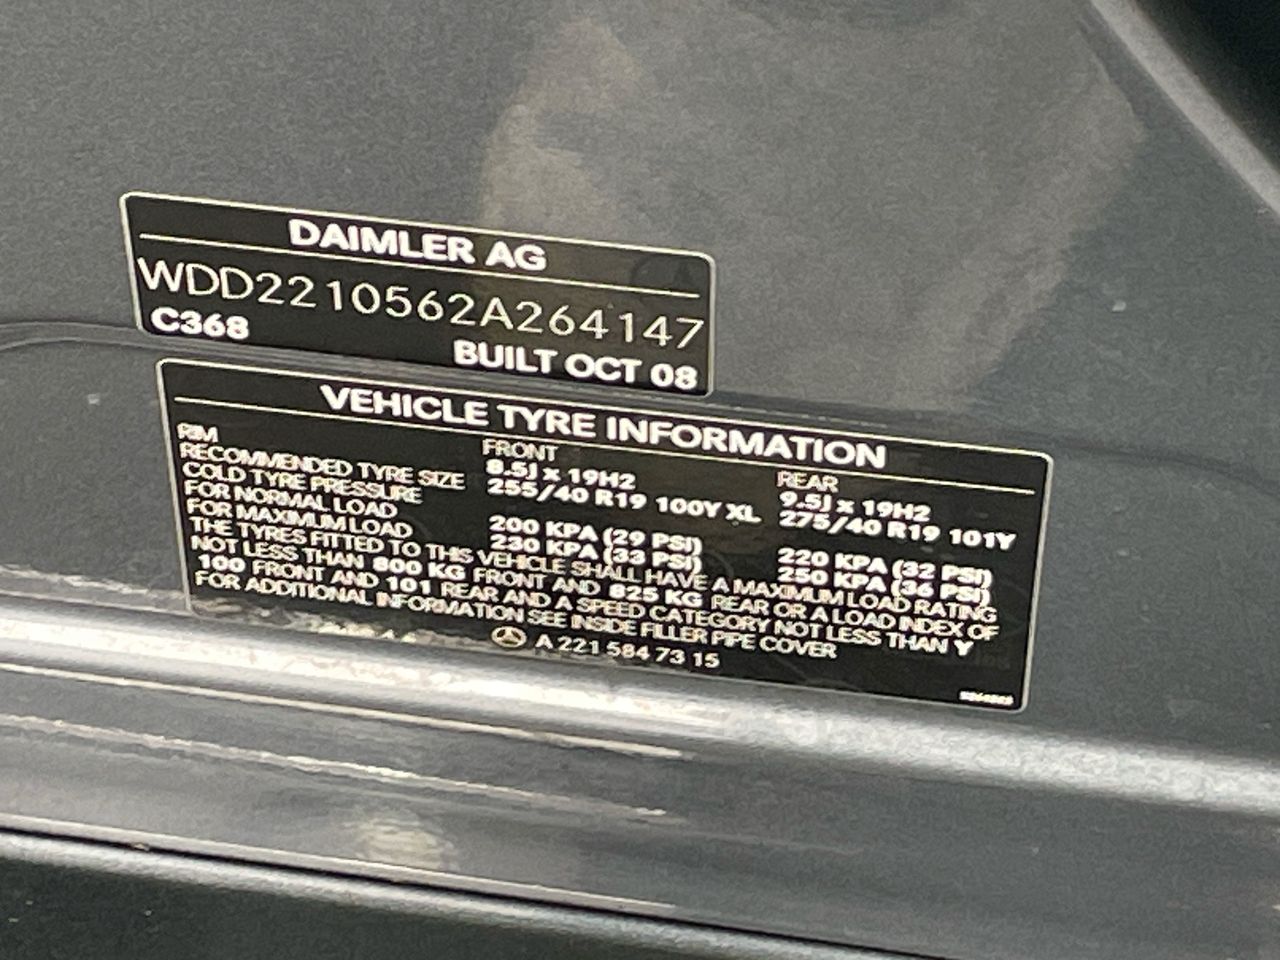 DAIMLER AG
WDD2210562A264147
C368
BUILT OCT 08
VEHICLE TYRE INFORMATION
FRONT REAR
RIM 8.5J x 19H2 9.5J x 19H2
RECOMMENDED TYRE SIZE 255/40 R19 100Y XL 275/40 R19 101Y
COLD TYRE PRESSURE
FOR NORMAL LOAD 200 KPA (29 PSI) 220 KPA (32 PSI)
FOR MAXIMUM LOAD 230 KPA (33 PSI) 250 KPA (36 PSI)
THE TYRES FITTED TO THIS VEHICLE SHALL HAVE A MAXIMUM LOAD RATING
NOT LESS THAN 800 KG FRONT AND 825 KG REAR OR A LOAD INDEX OF
100 FRONT AND 101 REAR AND A SPEED CATEGORY NOT LESS THAN Y
FOR ADDITIONAL INFORMATION SEE INSIDE FILLER PIPE COVER
A 221 584 73 15